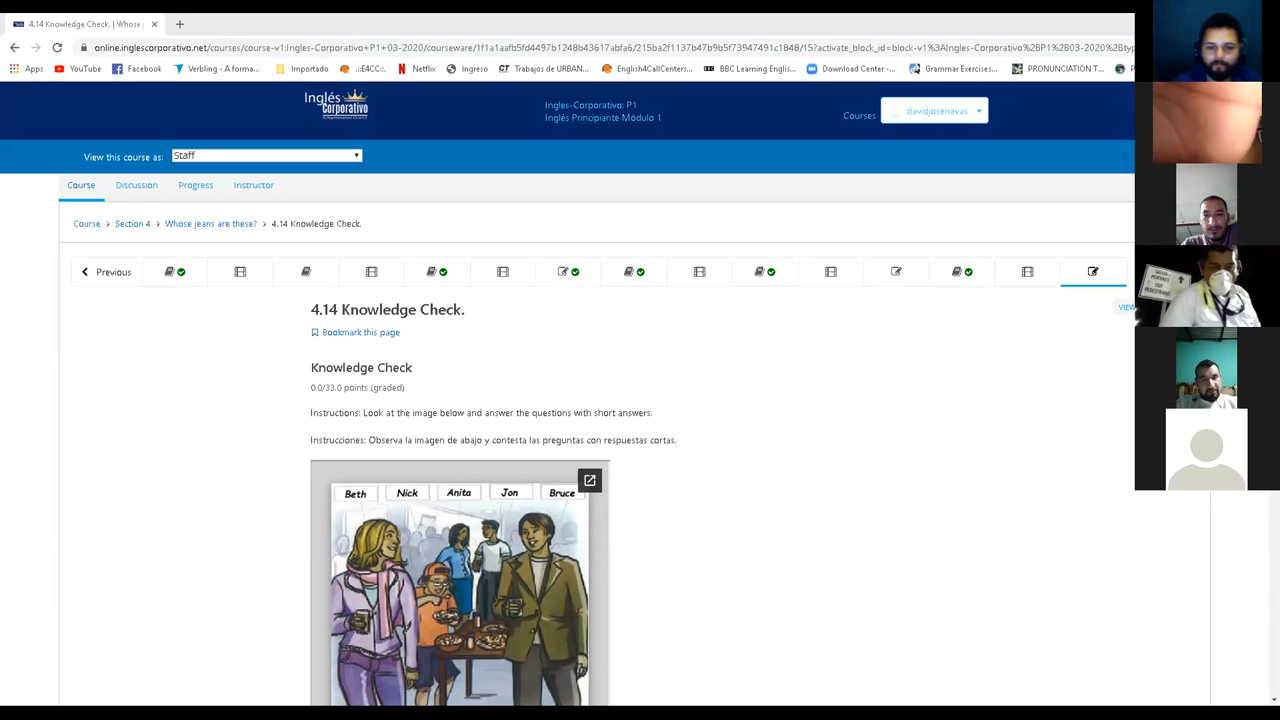 4.14 Knowledge Check. | Whose j
online.inglescorporativo.net/courses/course-v1:Ingles-Corporativo+P1+03-2020/courseware/1f1a1aafb5fd4497b1248b43617abfa6/215ba2f1137b47b9b5f73947491c1848/15?activate_block_id=block-v1%3AIngles-Corporativo%2BP1%2B03-2020%2Bty
Apps YouTube Facebook Verbling - A forma... Importado .::E4CC::. Netflix Ingreso Trabajos de URBAN... English4CallCenters... BBC Learning Englis... Download Center -... Grammar Exercises... PRONUNCIATION T...
Inglés Corporativo
Ingles-Corporativo: P1
Inglés Principiante Módulo 1
Courses davidjosenavas
View this course as: Staff
Course Discussion Progress Instructor
Course > Section 4 > Whose jeans are these? > 4.14 Knowledge Check.
Previous
4.14 Knowledge Check.
VIEW
Bookmark this page
Knowledge Check
0.0/33.0 points (graded)
Instructions: Look at the image below and answer the questions with short answers.
Instrucciones: Observa la imagen de abajo y contesta las preguntas con respuestas cortas.
Beth Nick Anita Jon Bruce